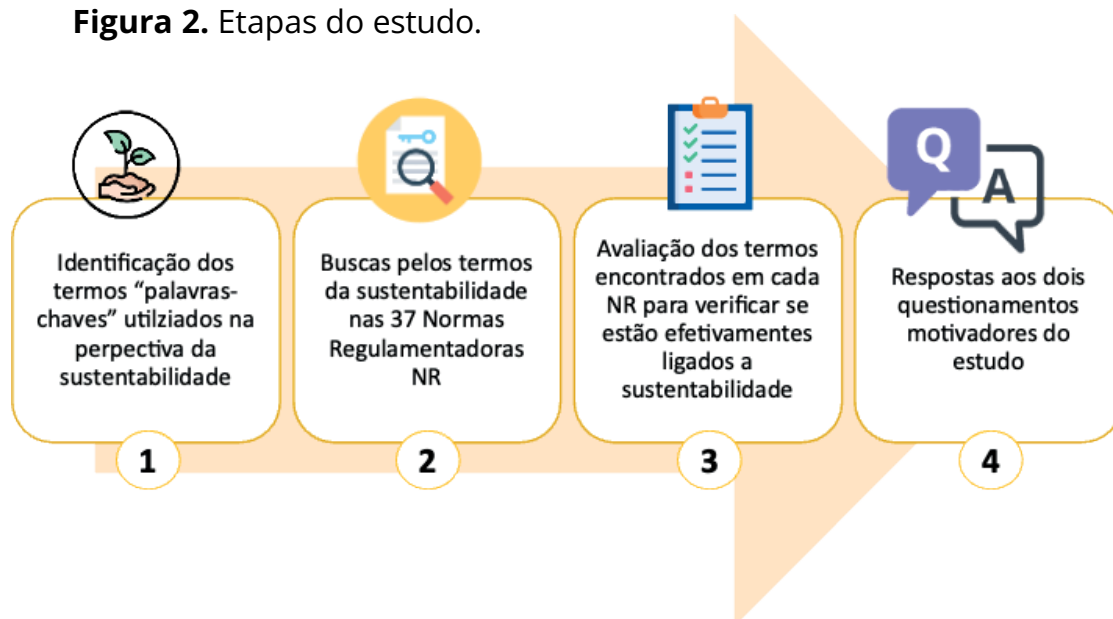 Figura 2. Etapas do estudo.
Q
A
Identificação dos
termos “palavras-
chaves” utilziados na
perpectiva da
sustentabilidade
1
Buscas pelos termos
da sustentabilidade
nas 37 Normas
Regulamentadoras
NR
2
Avaliação dos termos
encontrados em cada
NR para verificar se
estão efetivamentes
ligados a
sustentabilidade
3
Respostas aos dois
questionamentos
motivadores do
estudo
4